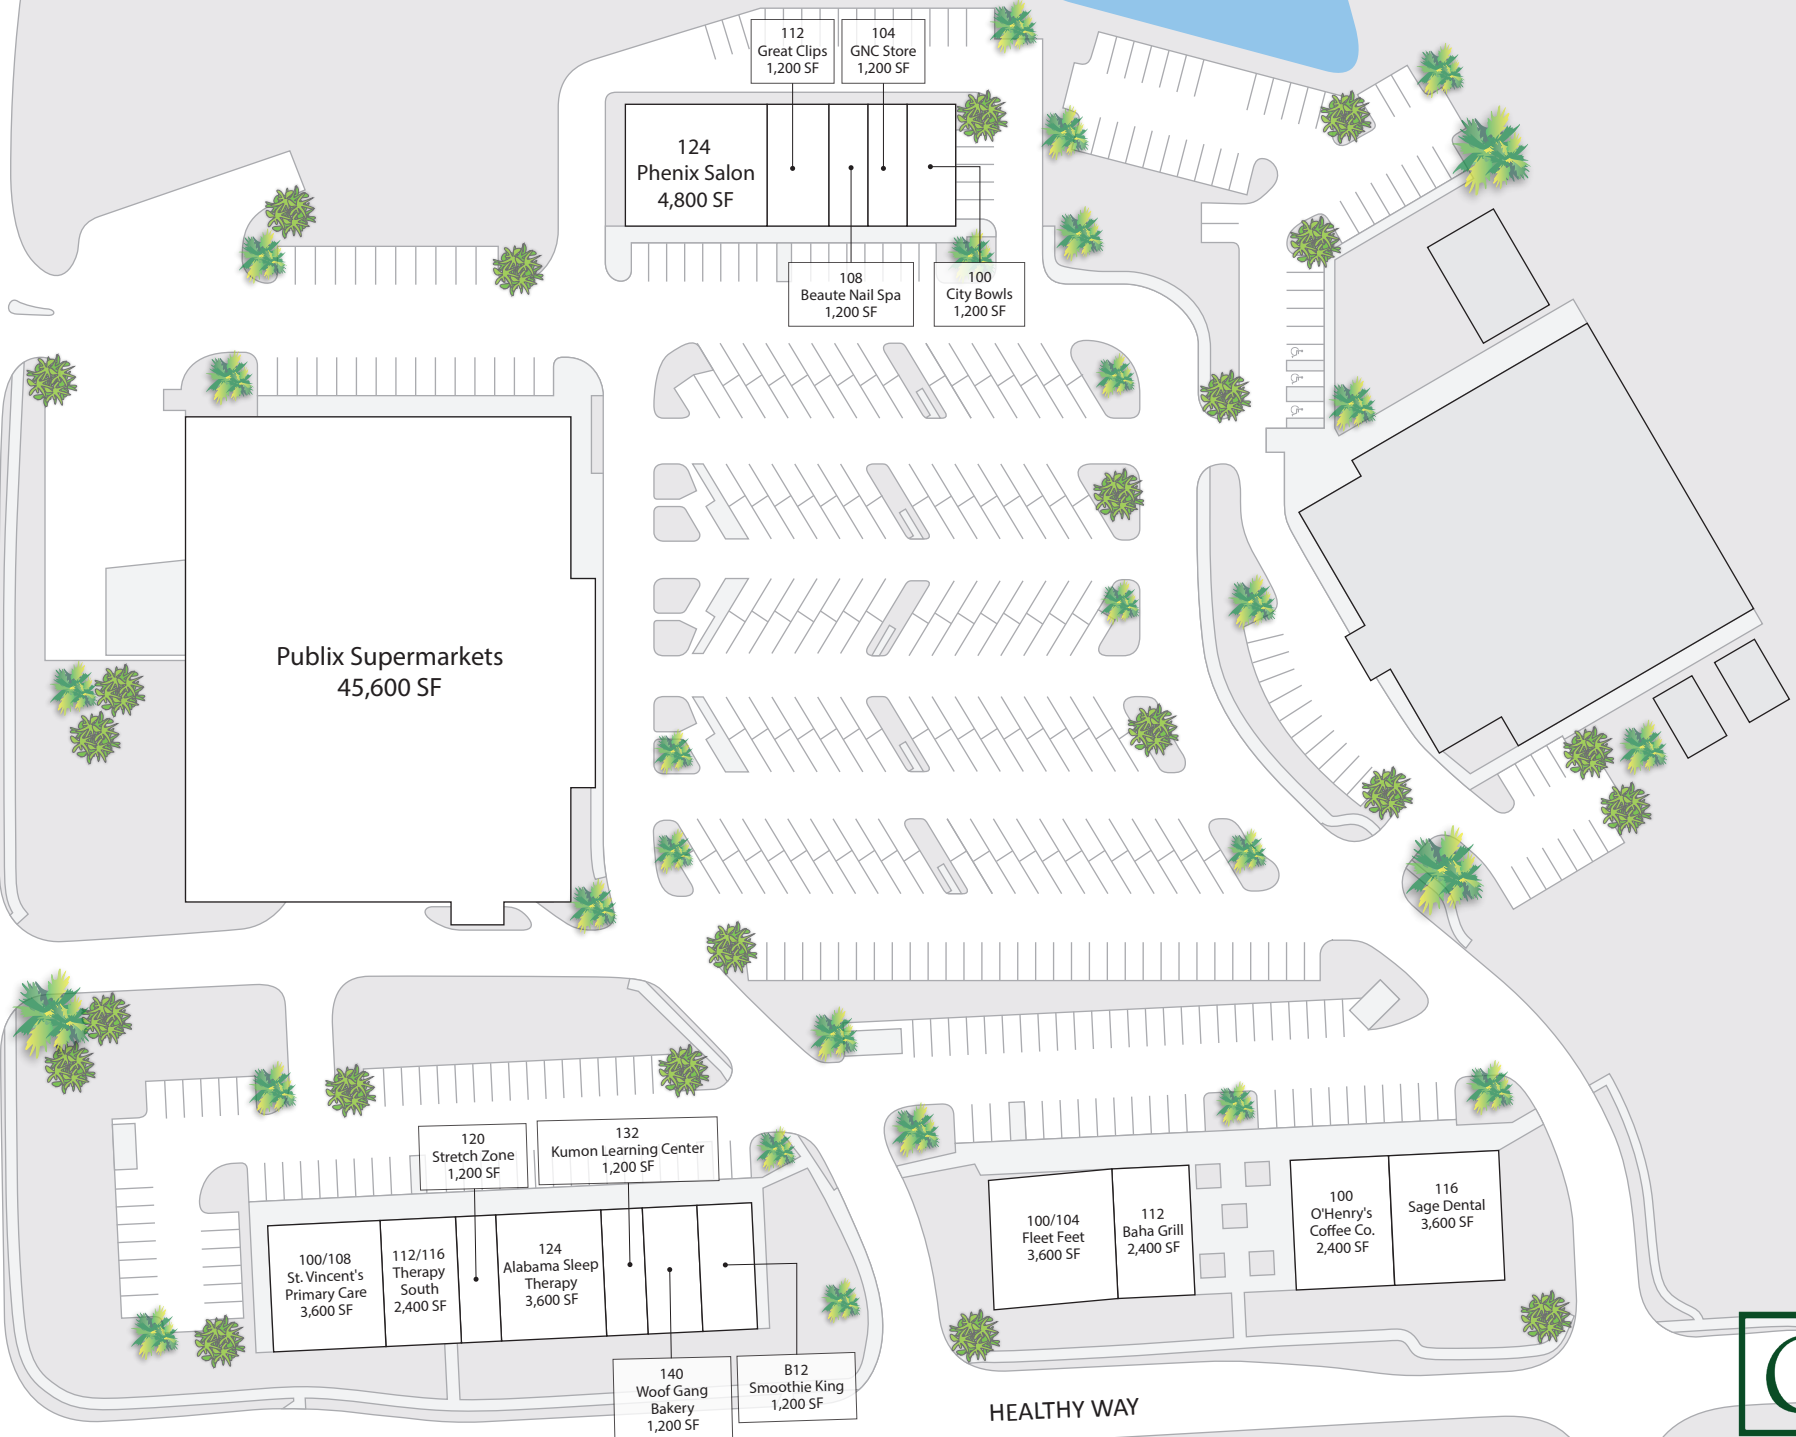 112
Great Clips
1,200 SF
104
GNC Store
1,200 SF
124
Phenix Salon
4,800 SF
108
Beaute Nail Spa
1,200 SF
100
City Bowls
1,200 SF
Publix Supermarkets
45,600 SF
120
Stretch Zone
1,200 SF
132
Kumon Learning Center
1,200 SF
100/108
St. Vincent's
Primary Care
3,600 SF
112/116
Therapy
South
2,400 SF
124
Alabama Sleep
Therapy
3,600 SF
140
Woof Gang
Bakery
1,200 SF
B12
Smoothie King
1,200 SF
100/104
Fleet Feet
3,600 SF
112
Baha Grill
2,400 SF
100
O'Henry's
Coffee Co.
2,400 SF
116
Sage Dental
3,600 SF
HEALTHY WAY